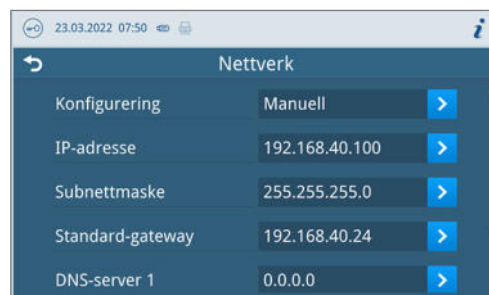 23.03.2022 07:50
Nettverk
Konfigurering Manuell
IP-adresse 192.168.40.100
Subnettmaske 255.255.255.0
Standard-gateway 192.168.40.24
DNS-server 1 0.0.0.0